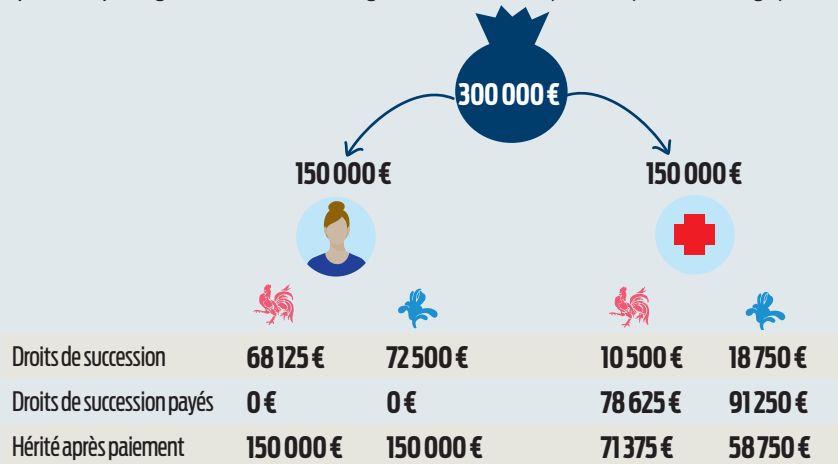 300 000 €
150 000 € 150 000 €
Droits de succession 68 125 € 72 500 € 10 500 € 18 750 €
Droits de succession payés 0 € 0 € 78 625 € 91 250 €
Hérité après paiement 150 000 € 150 000 € 71 375 € 58 750 €